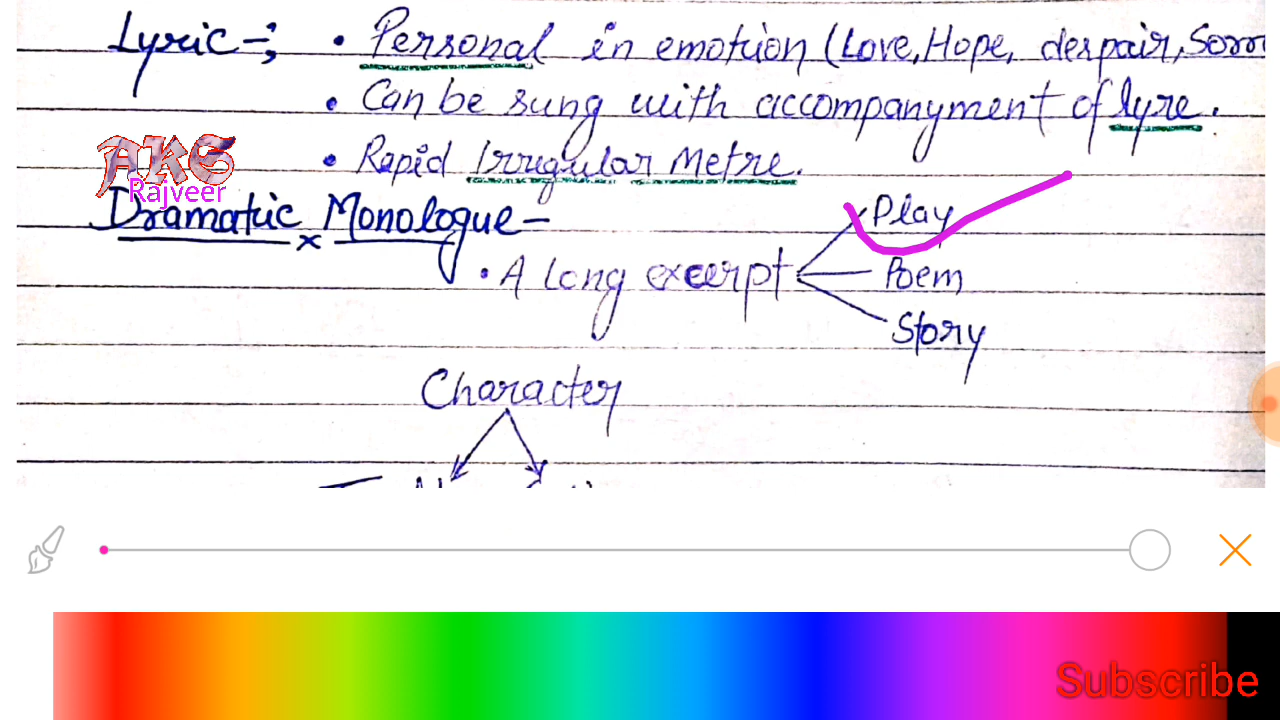 Lyric -; • Personal in emotion (Love, Hope, despair,
• Can be sung with accompanyment of lyre.
AKS
• Rapid Irregular Metre.
Rajveer
Dramatic Monologue -
Play
• A long excerpt
Poem
Story
Character
Subscribe